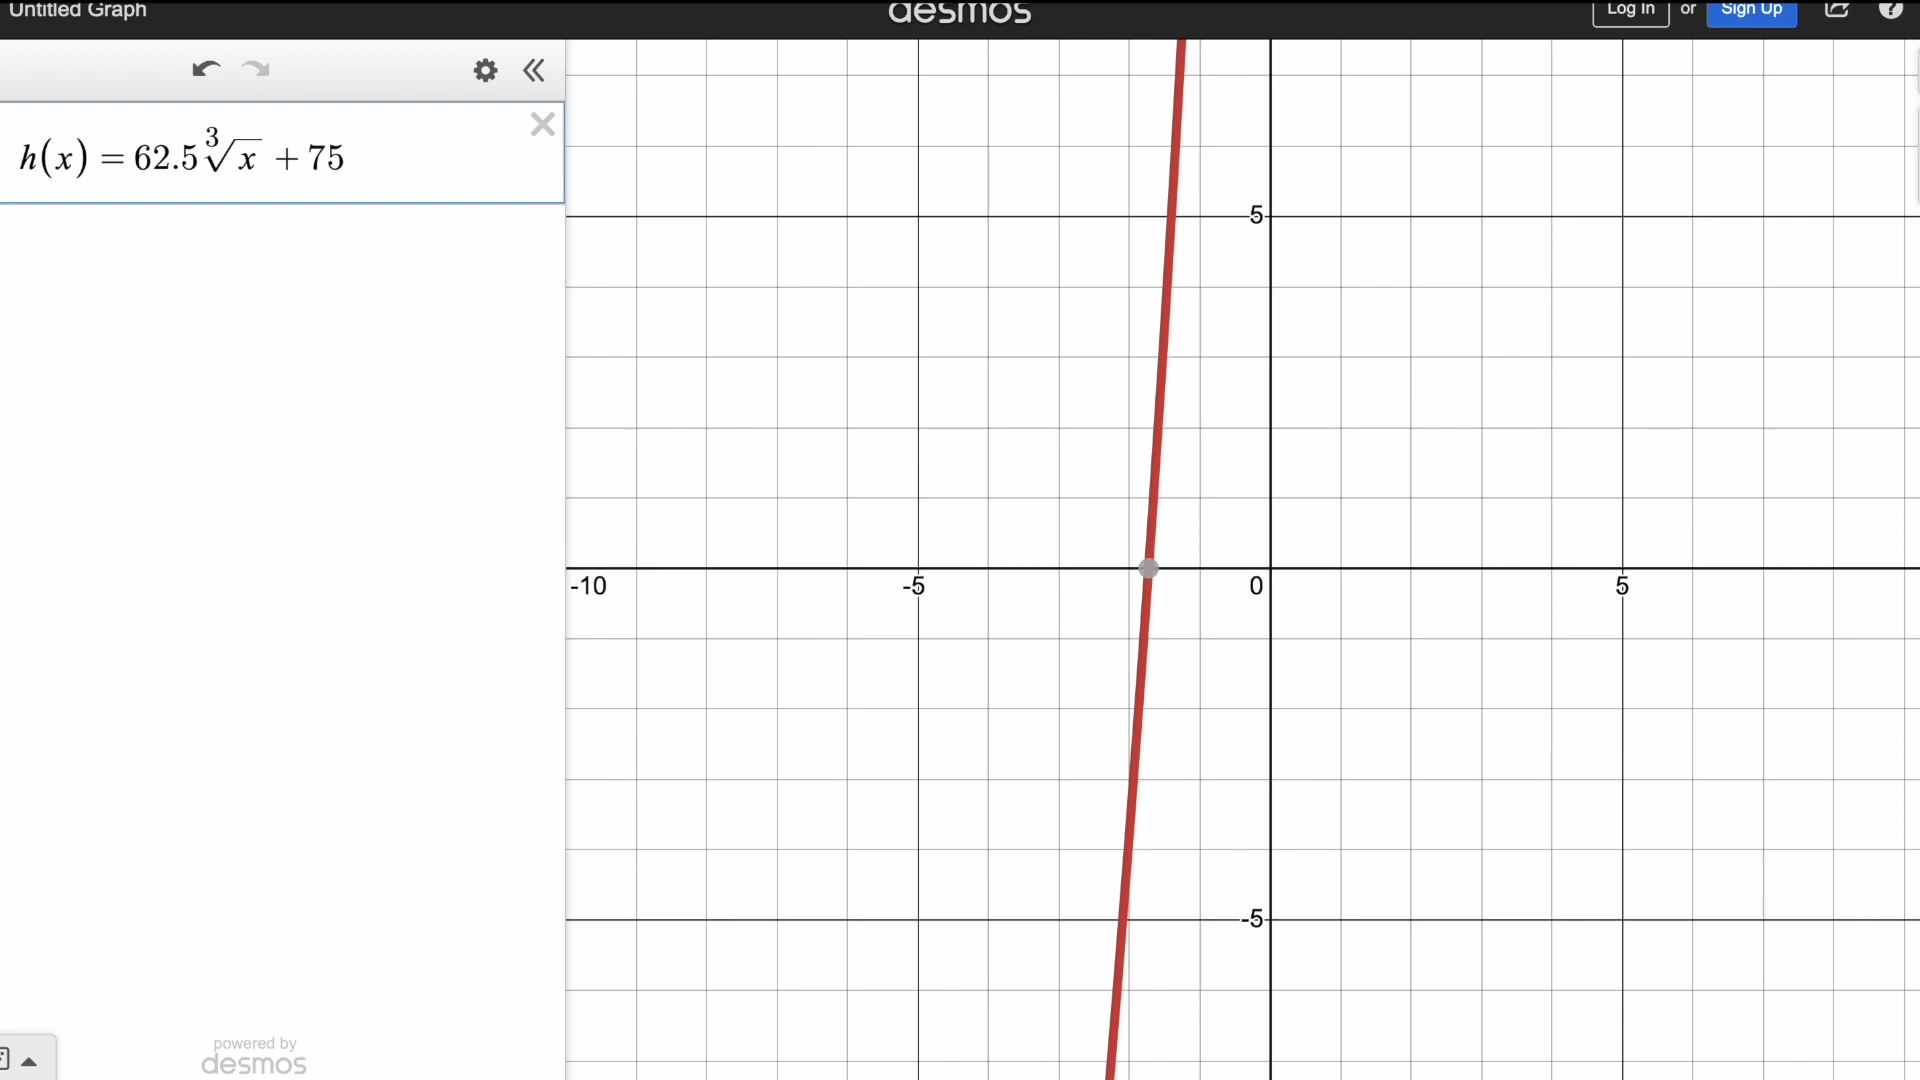 Untitled Graph
desmos
Log In or Sign Up
h(x) = 62.5∛x + 75
5
-10 -5 0 5
-5
powered by
desmos